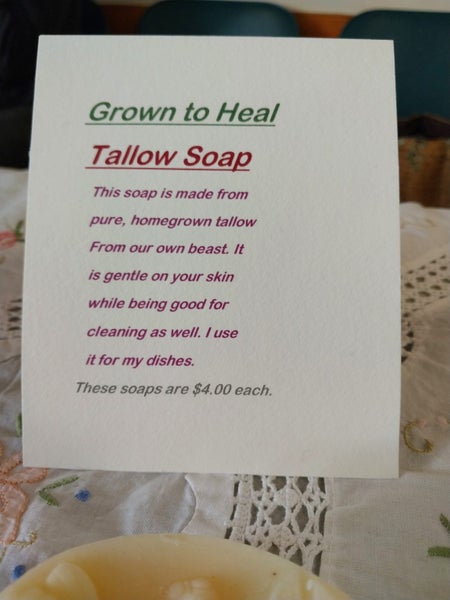 Grown to Heal
Tallow Soap
This soap is made from
pure, homegrown tallow
From our own beast. It
is gentle on your skin
while being good for
cleaning as well. I use
it for my dishes.
These soaps are $4.00 each.